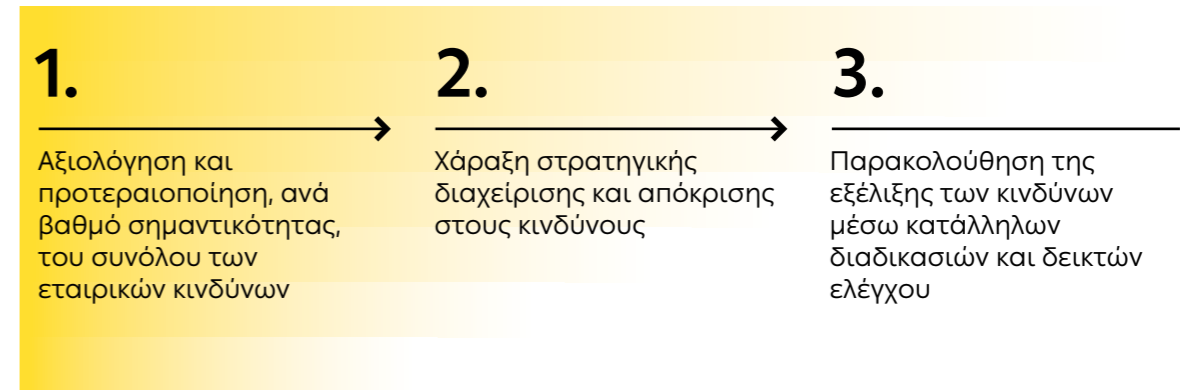 1.
Αξιολόγηση και
προτεραιοποίηση, ανά
βαθμό σημαντικότητας,
του συνόλου των
εταιρικών κινδύνων
2.
Χάραξη στρατηγικής
διαχείρισης και απόκρισης
στους κινδύνους
3.
Παρακολούθηση της
εξέλιξης των κινδύνων
μέσω κατάλληλων
διαδικασιών και δεικτών
ελέγχου